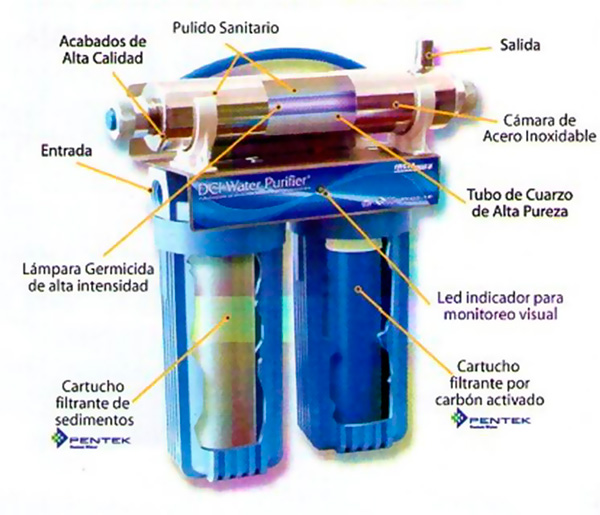 Pulido Sanitario
Acabados de
Alta Calidad
Salida
Cámara de
Acero Inoxidable
Entrada
DCI Water Purifier
Tubo de Cuarzo
de Alta Pureza
Lámpara Germicida
de alta intensidad
Led indicador para
monitoreo visual
Cartucho
filtrante de
sedimentos
PENTEK
Cartucho
filtrante por
carbón activado
PENTEK